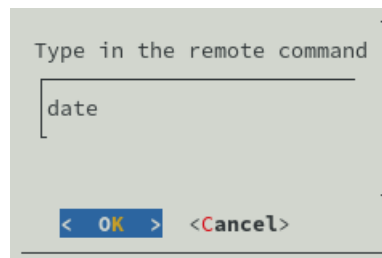 Type in the remote command
date
< OK > <Cancel>